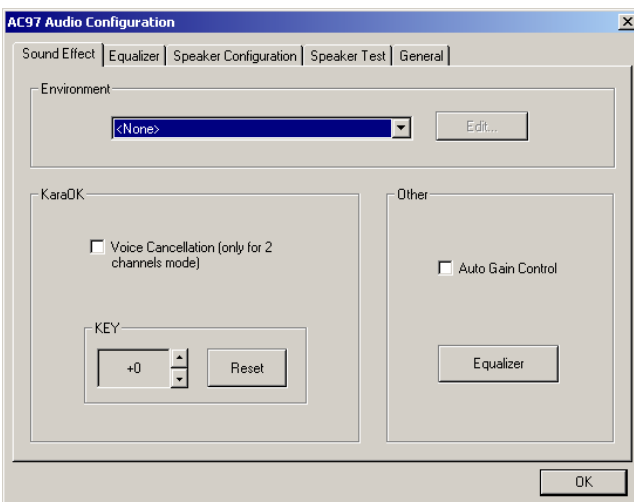 AC97 Audio Configuration
Sound Effect Equalizer Speaker Configuration Speaker Test General
Environment
<None> Edit...
KaraOK
Voice Cancellation (only for 2
channels mode)
KEY
+0 Reset
Other
Auto Gain Control
Equalizer
OK